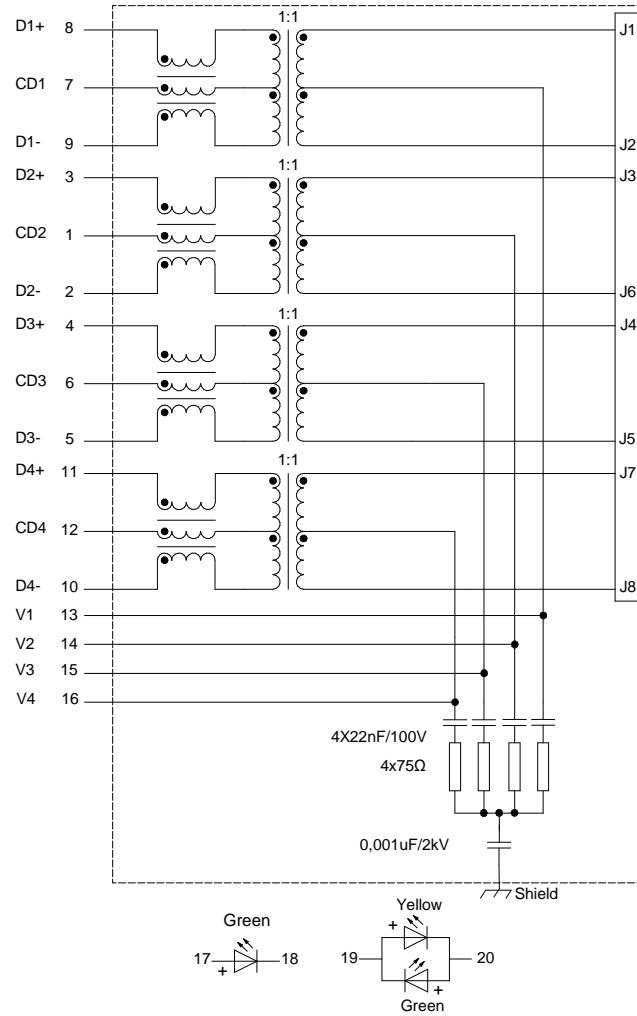 D1+ 8 1:1 J1
CD1 7
D1- 9 J2
1:1
D2+ 3 J3
CD2 1
D2- 2 J6
1:1
D3+ 4 J4
CD3 6
D3- 5 J5
1:1
D4+ 11 J7
CD4 12
D4- 10 J8
V1 13
V2 14
V3 15
V4 16
4X22nF/100V
4x75Ω
0,001uF/2kV
Shield
Green
17 + 18
Yellow
+
19 20
+
Green